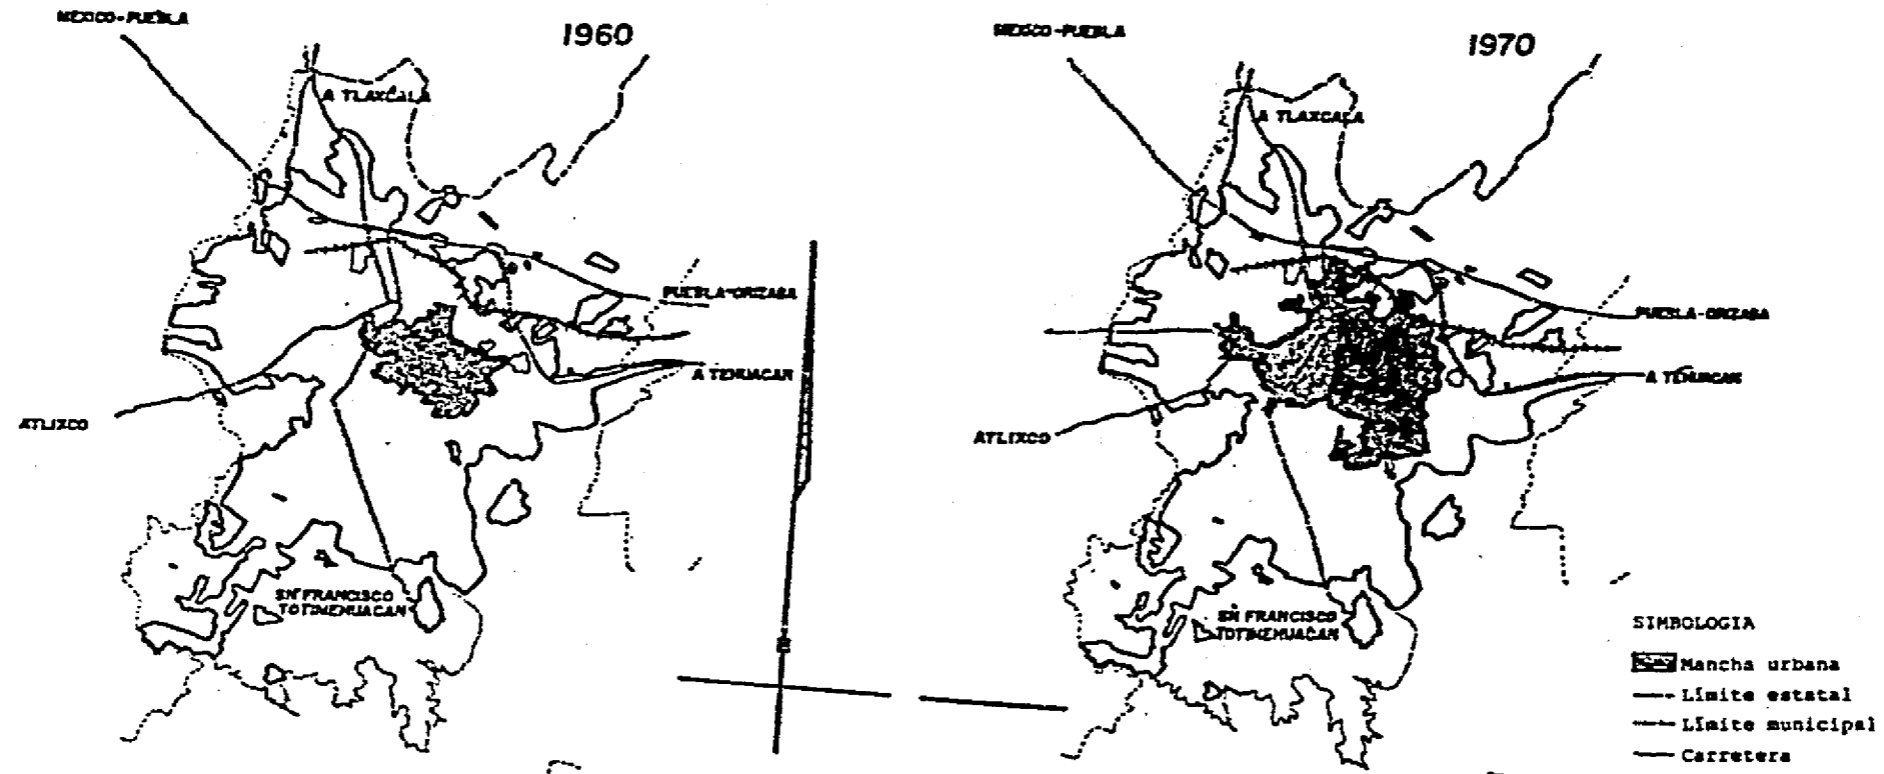 MEXICO-PUEBLA
1960
A TLAXCALA
PUEBLA-ORIZABA
A TEHUACAN
ATLIXCO
SN FRANCISCO
TOTIMEHUACAN
MEXICO-PUEBLA
1970
A TLAXCALA
PUEBLA-ORIZABA
A TEHUACAN
ATLIXCO
SN FRANCISCO
TOTIMEHUACAN
SIMBOLOGIA
Mancha urbana
Límite estatal
Límite municipal
Carretera